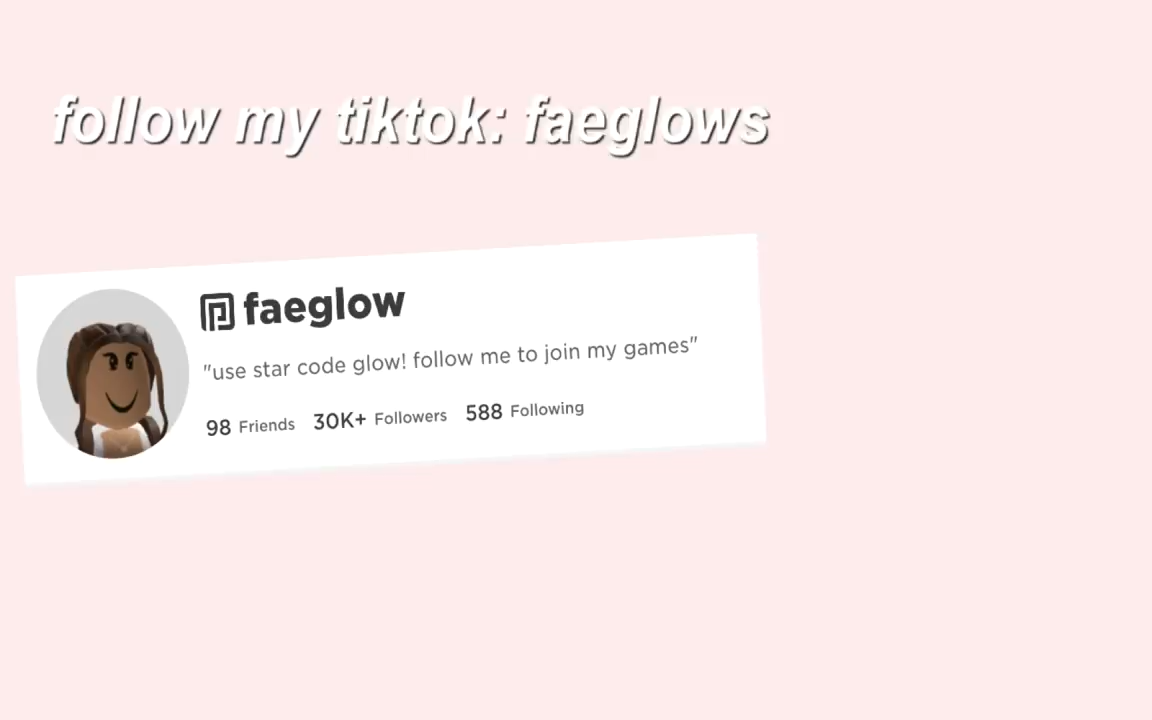 follow my tiktok: faeglows
faeglow
"use star code glow! follow me to join my games"
98 Friends 30K+ Followers 588 Following